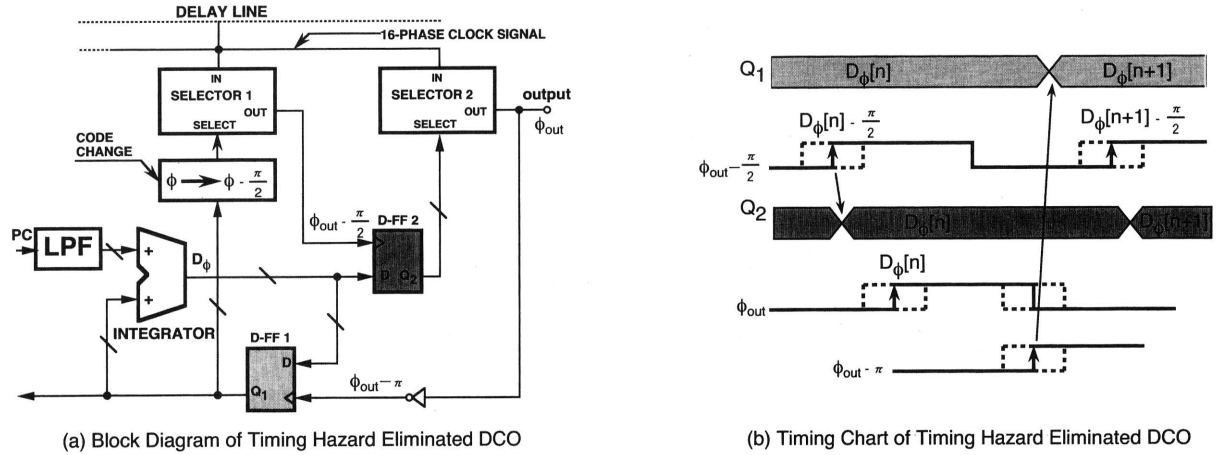 DELAY LINE
16-PHASE CLOCK SIGNAL
IN
SELECTOR 1
OUT
SELECT
IN
SELECTOR 2
OUT
SELECT
output
ϕout
CODE
CHANGE
ϕ → ϕ - π/2
ϕout - π/2
D-FF 2
D Q2
PC
LPF
+
+
Dϕ
INTEGRATOR
D-FF 1
D
Q1
ϕout - π
(a) Block Diagram of Timing Hazard Eliminated DCO
Q1
Dϕ[n]
Dϕ[n+1]
Dϕ[n] - π/2
Dϕ[n+1] - π/2
ϕout - π/2
Q2
Dϕ[n]
Dϕ[n+1]
Dϕ[n]
ϕout
ϕout - π
(b) Timing Chart of Timing Hazard Eliminated DCO